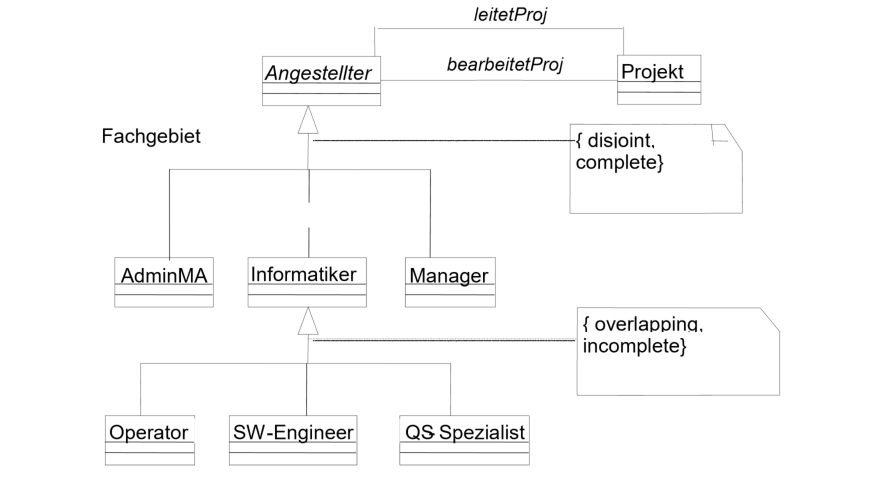 leitetProj
bearbeitetProj
Angestellter
Projekt
Fachgebiet
{ disjoint,
complete}
AdminMA
Informatiker
Manager
{ overlapping,
incomplete}
Operator
SW-Engineer
QS-Spezialist